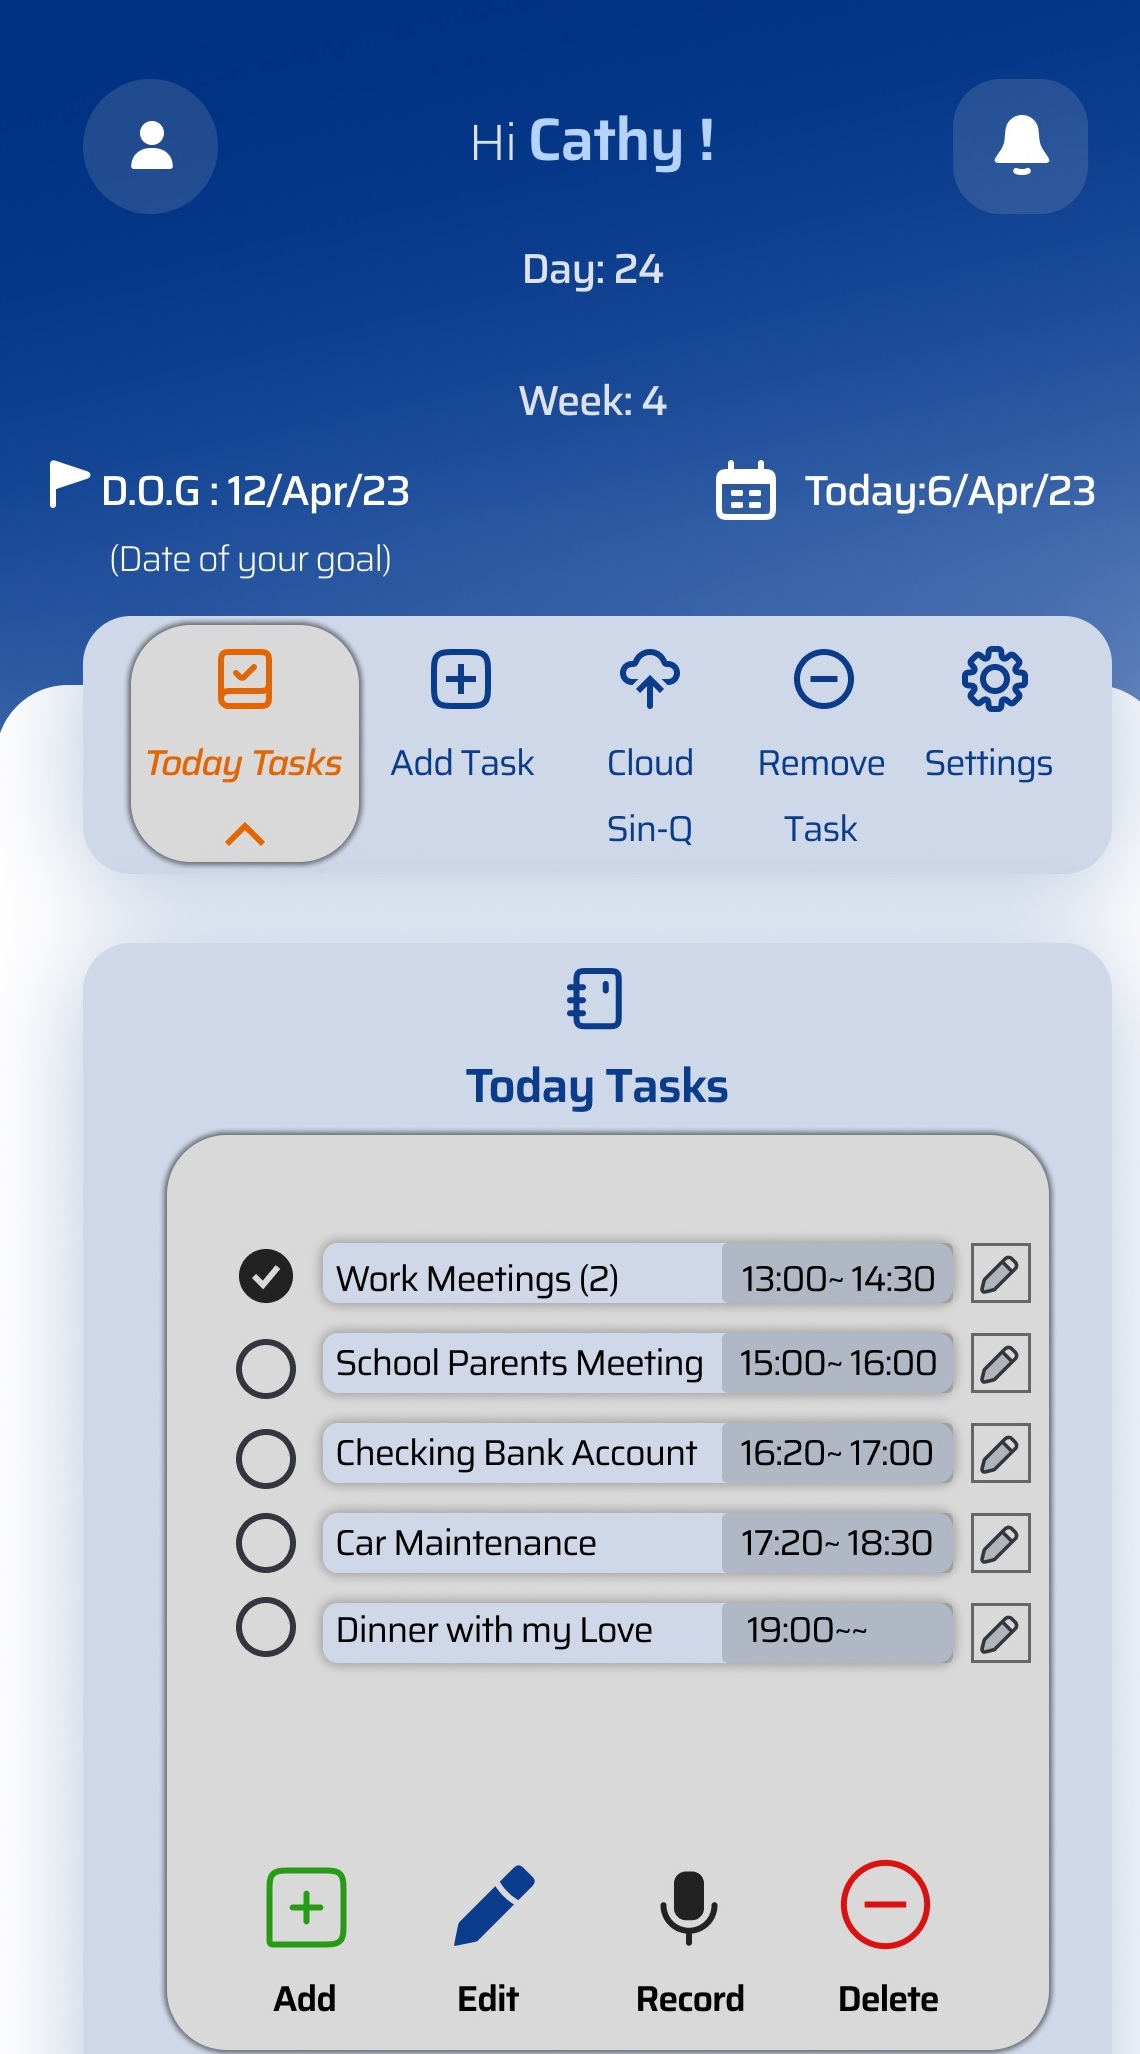 Hi Cathy !
Day: 24
Week: 4
D.O.G : 12/Apr/23
Today:6/Apr/23
(Date of your goal)
Today Tasks
Add Task
Cloud
Sin-Q
Remove
Task
Settings
Today Tasks
Work Meetings (2) 13:00~ 14:30
School Parents Meeting 15:00~ 16:00
Checking Bank Account 16:20~ 17:00
Car Maintenance 17:20~ 18:30
Dinner with my Love 19:00~~
Add Edit Record Delete